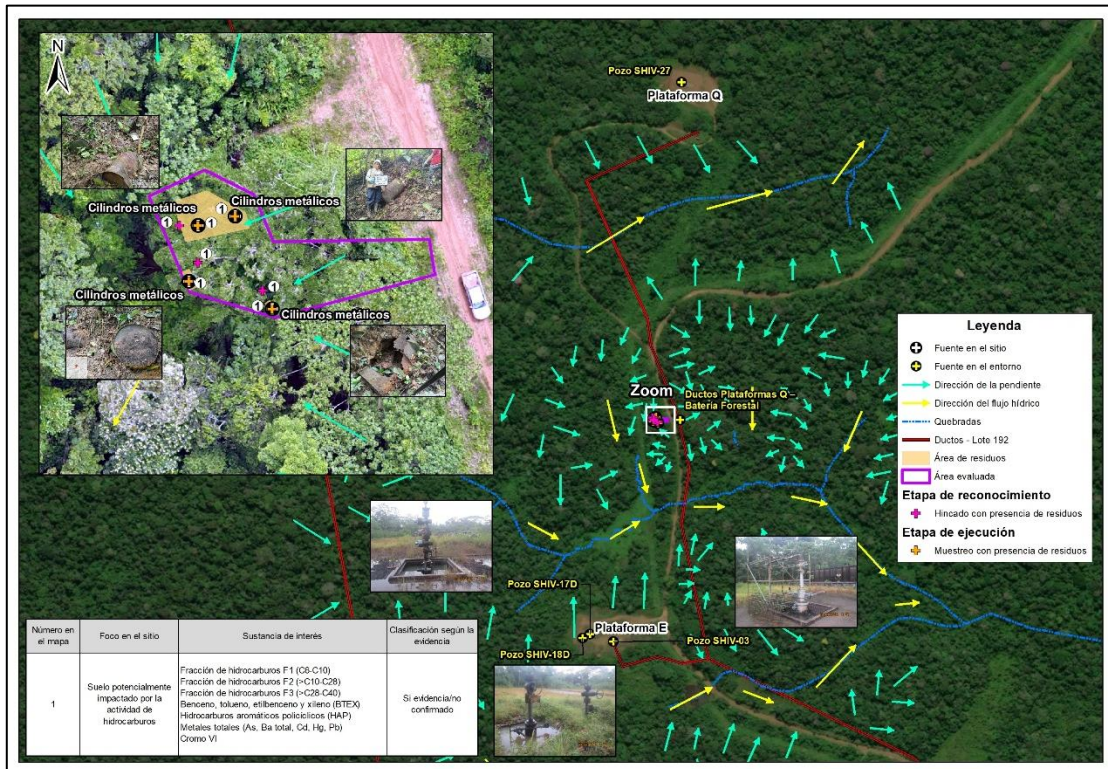 N
Cilindros metálicos
Cilindros metálicos
1
1
1
1
1
1
1
Cilindros metálicos
Cilindros metálicos
Pozo SHIV-27
Plataforma Q
Zoom
Ductos Plataformas Q –
Batería Forestal
Pozo SHIV-17D
Plataforma E
Pozo SHIV-03
Pozo SHIV-18D
Leyenda
Fuente en el sitio
Fuente en el entorno
Dirección de la pendiente
Dirección del flujo hídrico
Quebradas
Ductos - Lote 192
Área de residuos
Área evaluada
Etapa de reconocimiento
Hincado con presencia de residuos
Etapa de ejecución
Muestreo con presencia de residuos
Número en el mapa
Foco en el sitio
Sustancia de interés
Clasificación según la evidencia
1
Suelo potencialmente impactado por la actividad de hidrocarburos
Fracción de hidrocarburos F1 (C6-C10)
Fracción de hidrocarburos F2 (>C10-C28)
Fracción de hidrocarburos F3 (>C28-C40)
Benceno, tolueno, etilbenceno y xileno (BTEX)
Hidrocarburos aromáticos policíclicos (HAP)
Metales totales (As, Ba total, Cd, Hg, Pb)
Cromo VI
Si evidencia/no confirmado